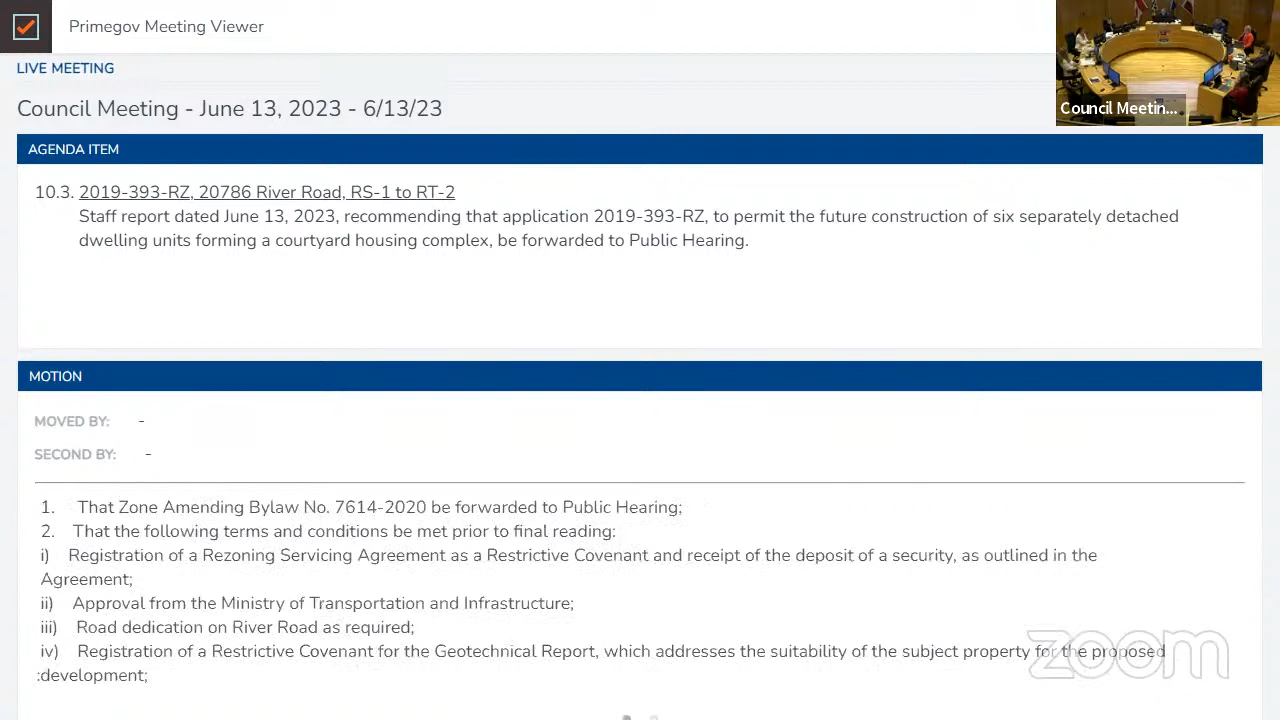 Primegov Meeting Viewer
LIVE MEETING
Council Meeting - June 13, 2023 - 6/13/23
Council Meetin...
AGENDA ITEM
10.3. 2019-393-RZ, 20786 River Road, RS-1 to RT-2
Staff report dated June 13, 2023, recommending that application 2019-393-RZ, to permit the future construction of six separately detached
dwelling units forming a courtyard housing complex, be forwarded to Public Hearing.
MOTION
MOVED BY: -
SECOND BY: -
1. That Zone Amending Bylaw No. 7614-2020 be forwarded to Public Hearing;
2. That the following terms and conditions be met prior to final reading:
i) Registration of a Rezoning Servicing Agreement as a Restrictive Covenant and receipt of the deposit of a security, as outlined in the
Agreement;
ii) Approval from the Ministry of Transportation and Infrastructure;
iii) Road dedication on River Road as required;
iv) Registration of a Restrictive Covenant for the Geotechnical Report, which addresses the suitability of the subject property for the proposed
:development;
zoom